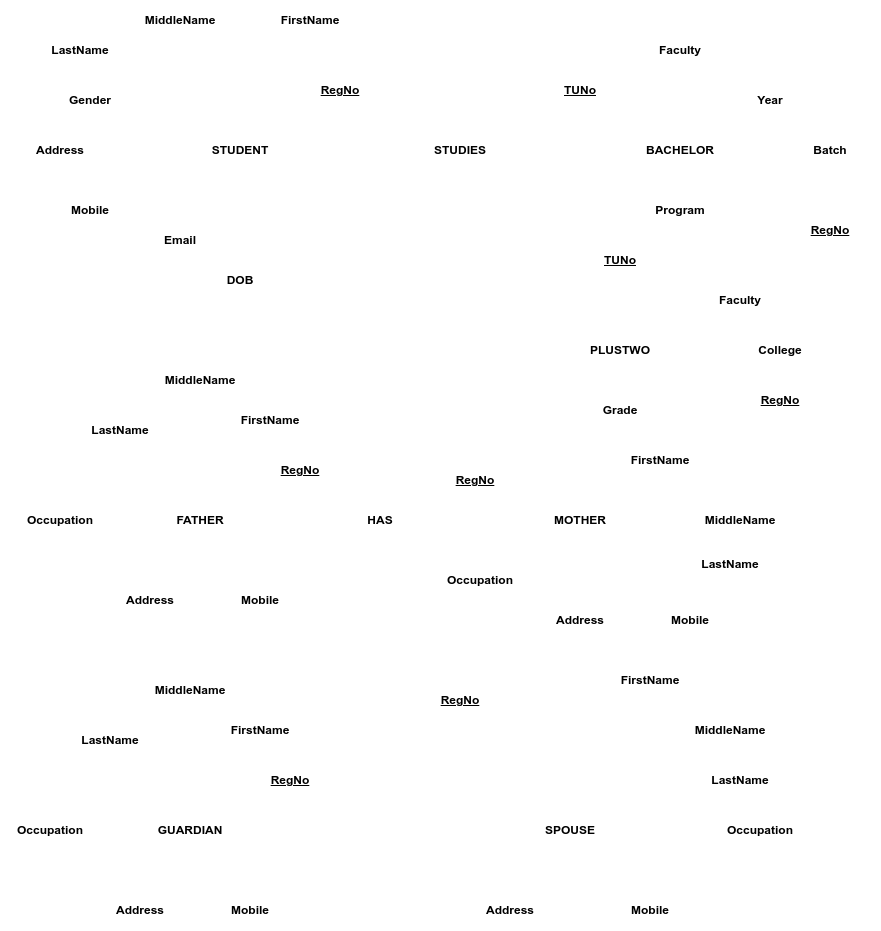 MiddleName FirstName
LastName Faculty
RegNo TUNo
Gender Year
Address STUDENT STUDIES BACHELOR Batch
Mobile Program
RegNo
Email
TUNo
DOB
Faculty
PLUSTWO College
MiddleName
RegNo
Grade
FirstName
LastName
FirstName
RegNo
RegNo
Occupation FATHER HAS MOTHER MiddleName
LastName
Occupation
Address Mobile
Address Mobile
FirstName
MiddleName
RegNo
FirstName MiddleName
LastName
RegNo LastName
Occupation GUARDIAN SPOUSE Occupation
Address Mobile Address Mobile